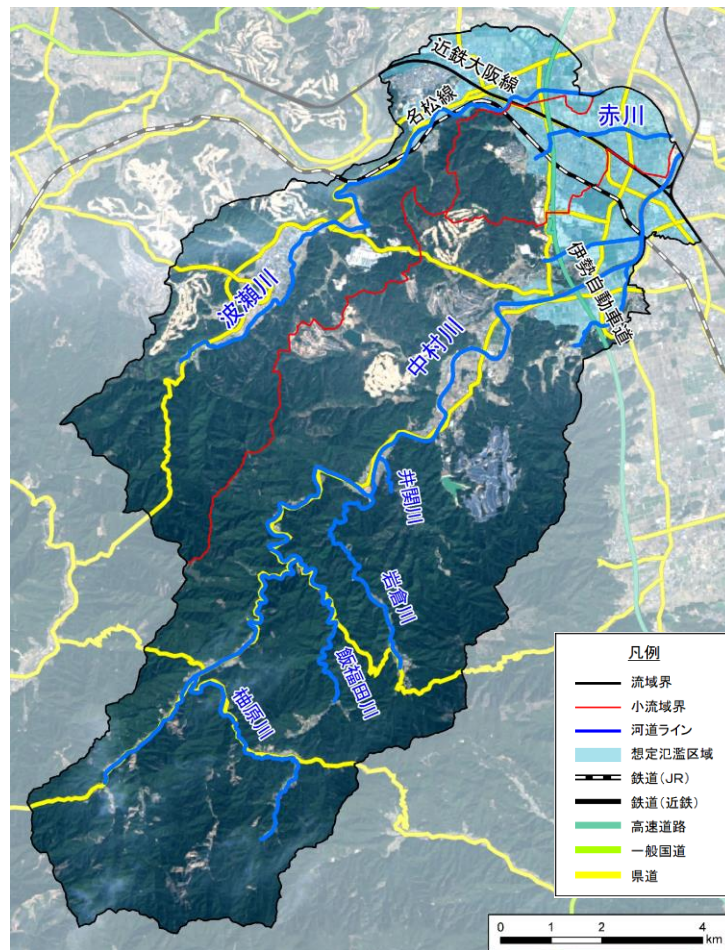 近鉄大阪線
名松線
赤川
波瀬川
伊勢自動車道
中村川
井関川
岩倉川
飯福田川
柚原川
凡例
流域界
小流域界
河道ライン
想定氾濫区域
鉄道(JR)
鉄道(近鉄)
高速道路
一般国道
県道
0 1 2 4
km